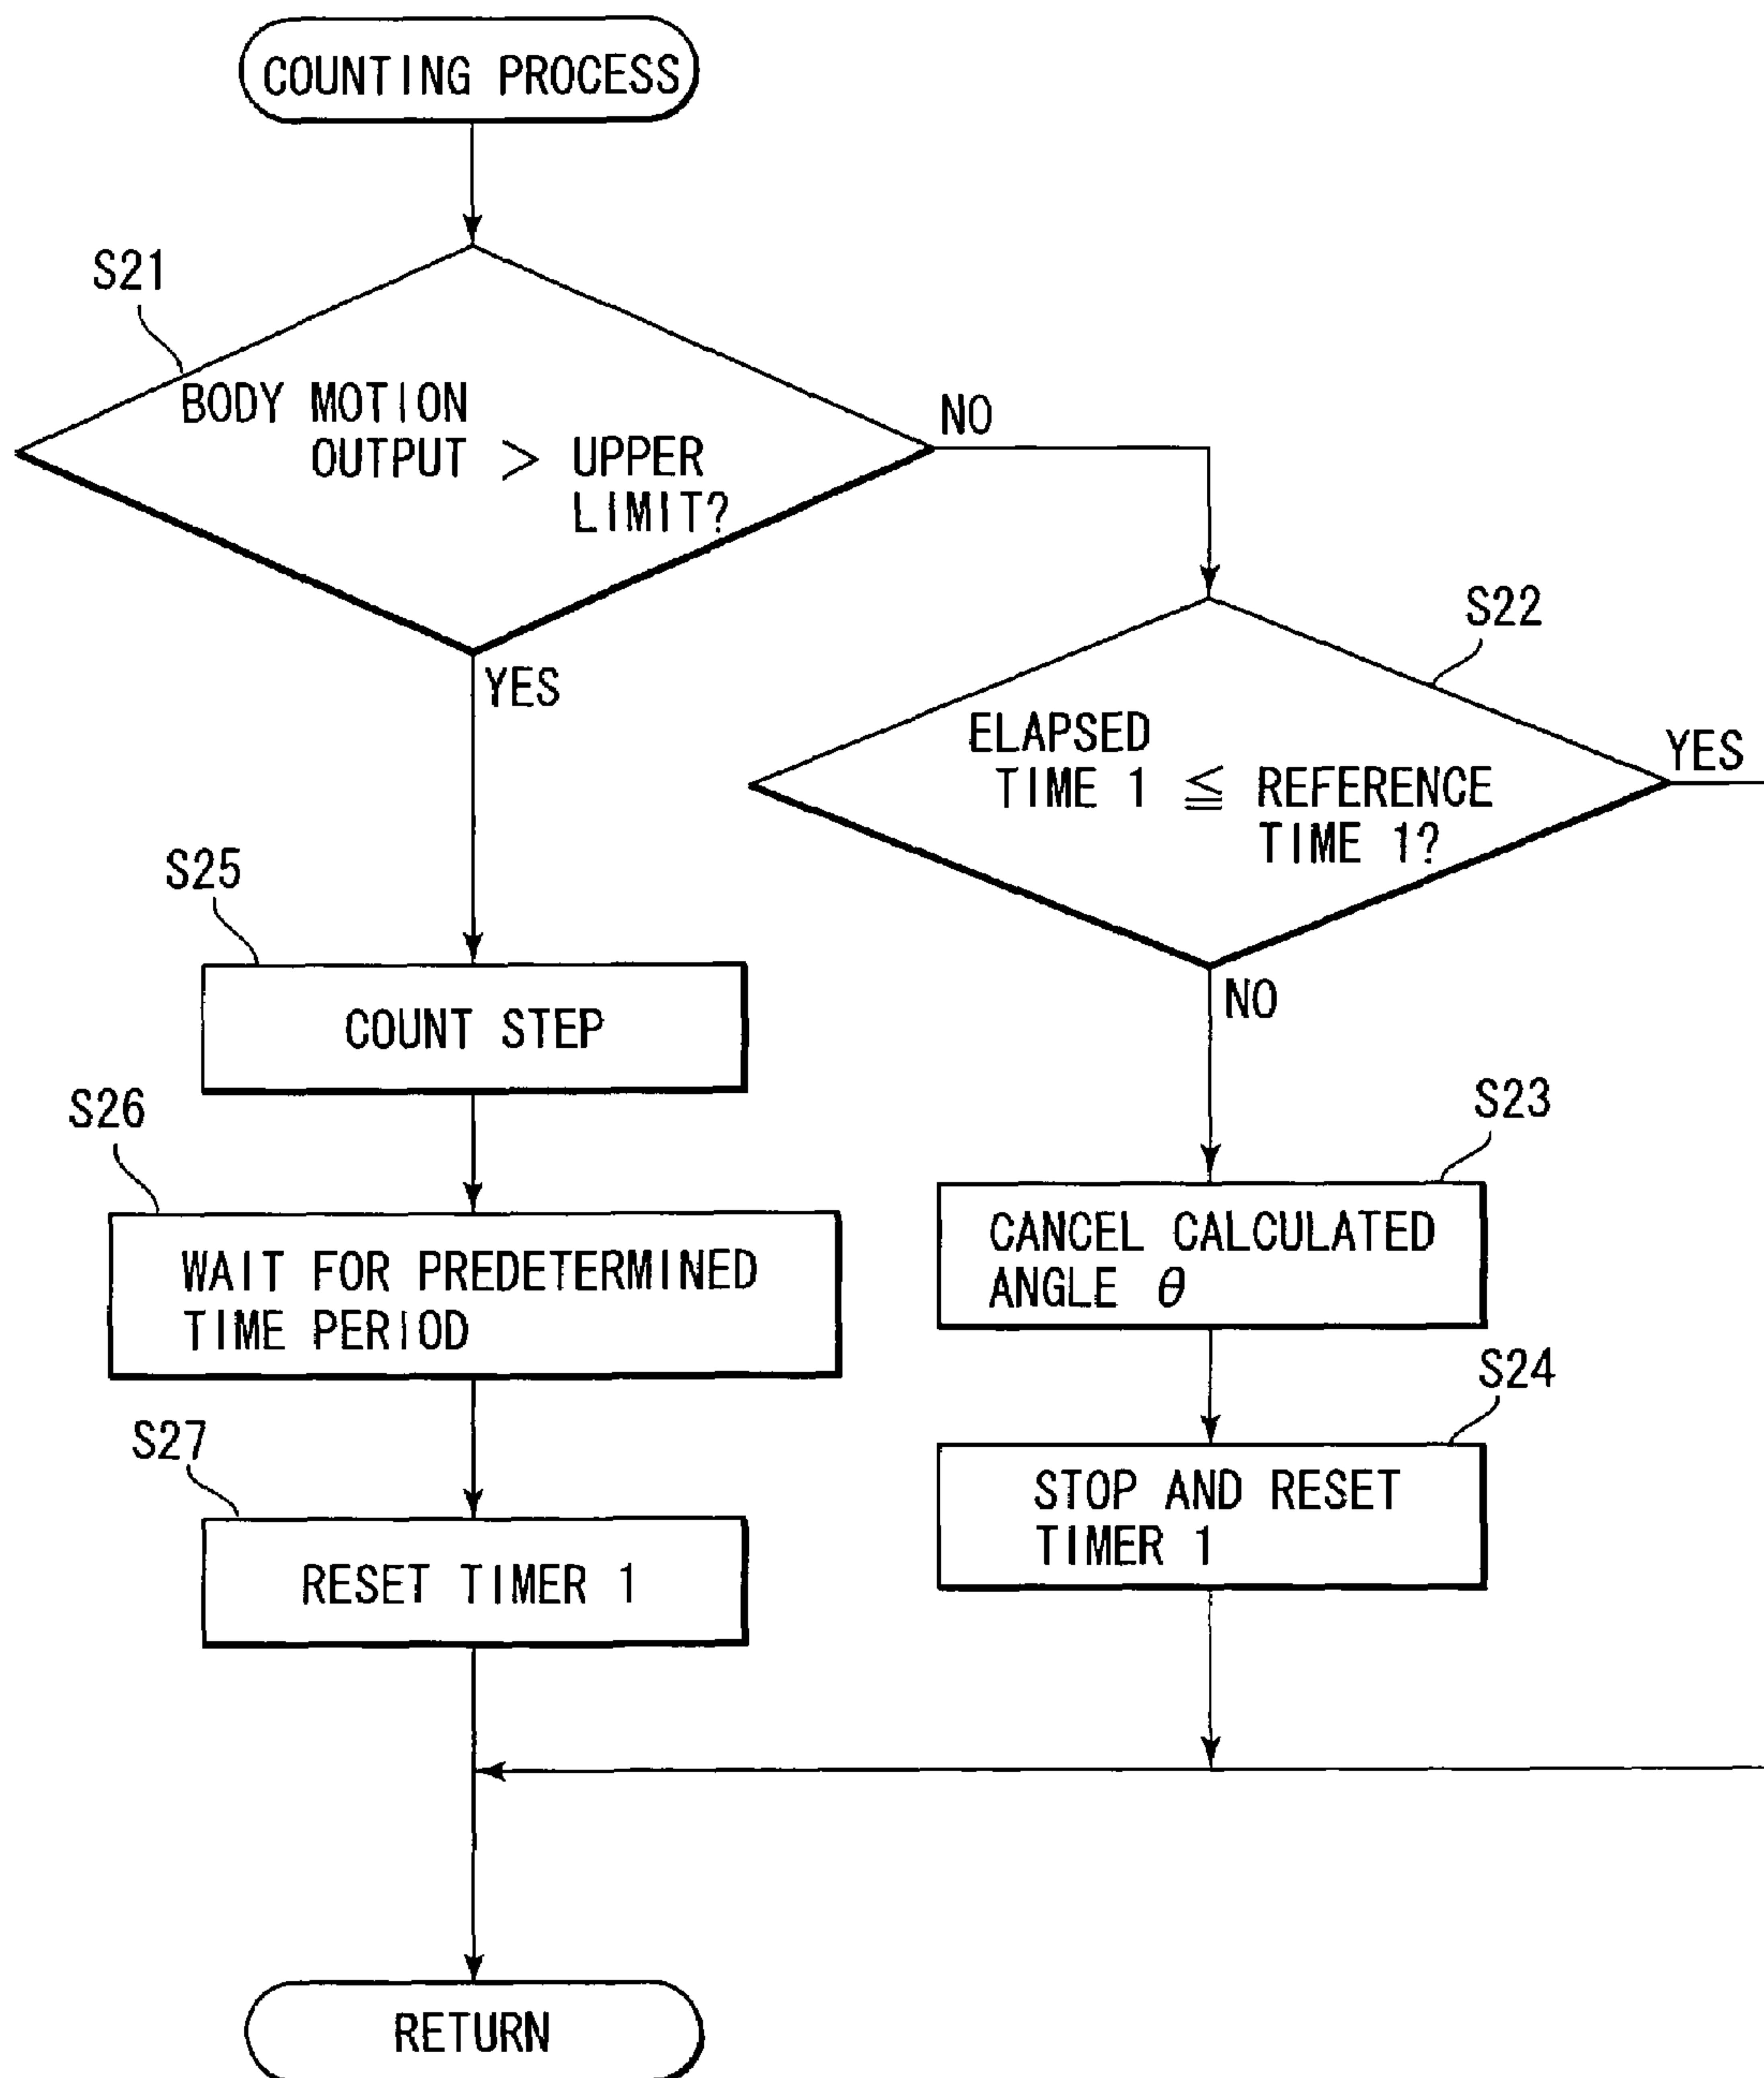 COUNTING PROCESS
S21
BODY MOTION
OUTPUT > UPPER
LIMIT?
NO
YES
S22
ELAPSED
TIME 1 ≦ REFERENCE
TIME 1?
YES
NO
S25
COUNT STEP
S26
WAIT FOR PREDETERMINED
TIME PERIOD
S27
RESET TIMER 1
S23
CANCEL CALCULATED
ANGLE θ
S24
STOP AND RESET
TIMER 1
RETURN